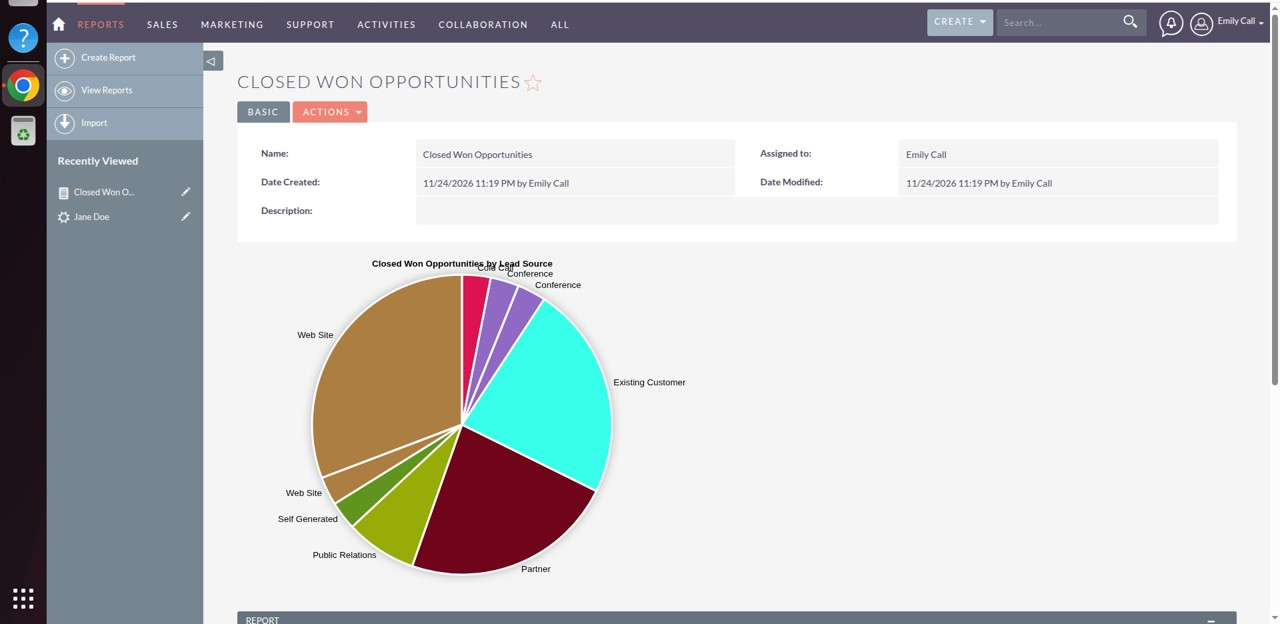 REPORTS SALES MARKETING SUPPORT ACTIVITIES COLLABORATION ALL CREATE Search... Emily Call
Create Report
View Reports
Import
Recently Viewed
Closed Won O...
Jane Doe
CLOSED WON OPPORTUNITIES
BASIC ACTIONS
Name: Closed Won Opportunities Assigned to: Emily Call
Date Created: 11/24/2026 11:19 PM by Emily Call Date Modified: 11/24/2026 11:19 PM by Emily Call
Description:
Closed Won Opportunities by Lead Source
Cold Call
Conference
Conference
Web Site
Existing Customer
Web Site
Self Generated
Public Relations
Partner
REPORT